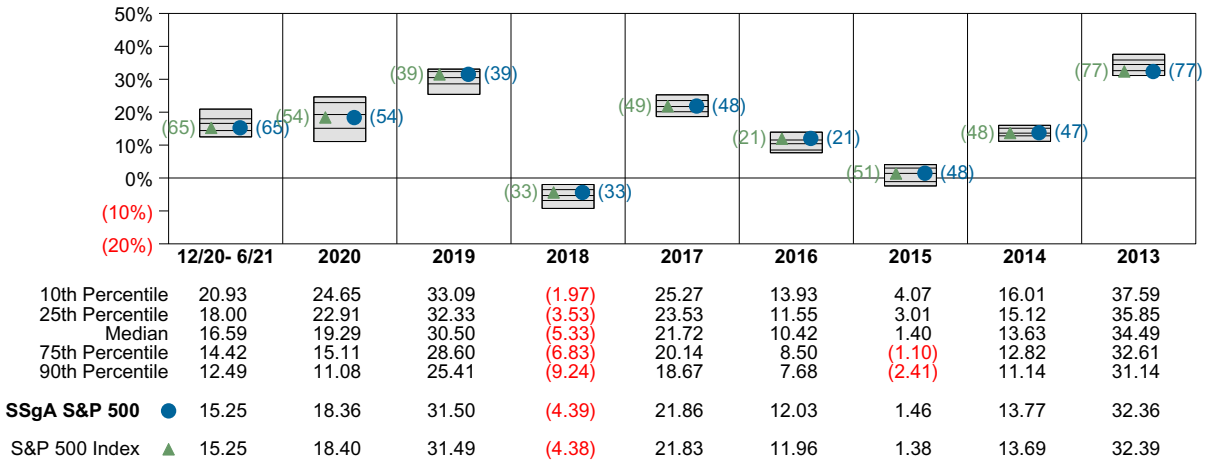 50%
40%
30%
20%
10%
0%
(10%)
(20%)
(65) (65) (54) (54) (39) (39) (33) (33) (49) (48) (21) (21) (51) (48) (48) (47) (77) (77)
12/20- 6/21 2020 2019 2018 2017 2016 2015 2014 2013
10th Percentile 20.93 24.65 33.09 (1.97) 25.27 13.93 4.07 16.01 37.59
25th Percentile 18.00 22.91 32.33 (3.53) 23.53 11.55 3.01 15.12 35.85
Median 16.59 19.29 30.50 (5.33) 21.72 10.42 1.40 13.63 34.49
75th Percentile 14.42 15.11 28.60 (6.83) 20.14 8.50 (1.10) 12.82 32.61
90th Percentile 12.49 11.08 25.41 (9.24) 18.67 7.68 (2.41) 11.14 31.14
SSgA S&P 500 15.25 18.36 31.50 (4.39) 21.86 12.03 1.46 13.77 32.36
S&P 500 Index 15.25 18.40 31.49 (4.38) 21.83 11.96 1.38 13.69 32.39